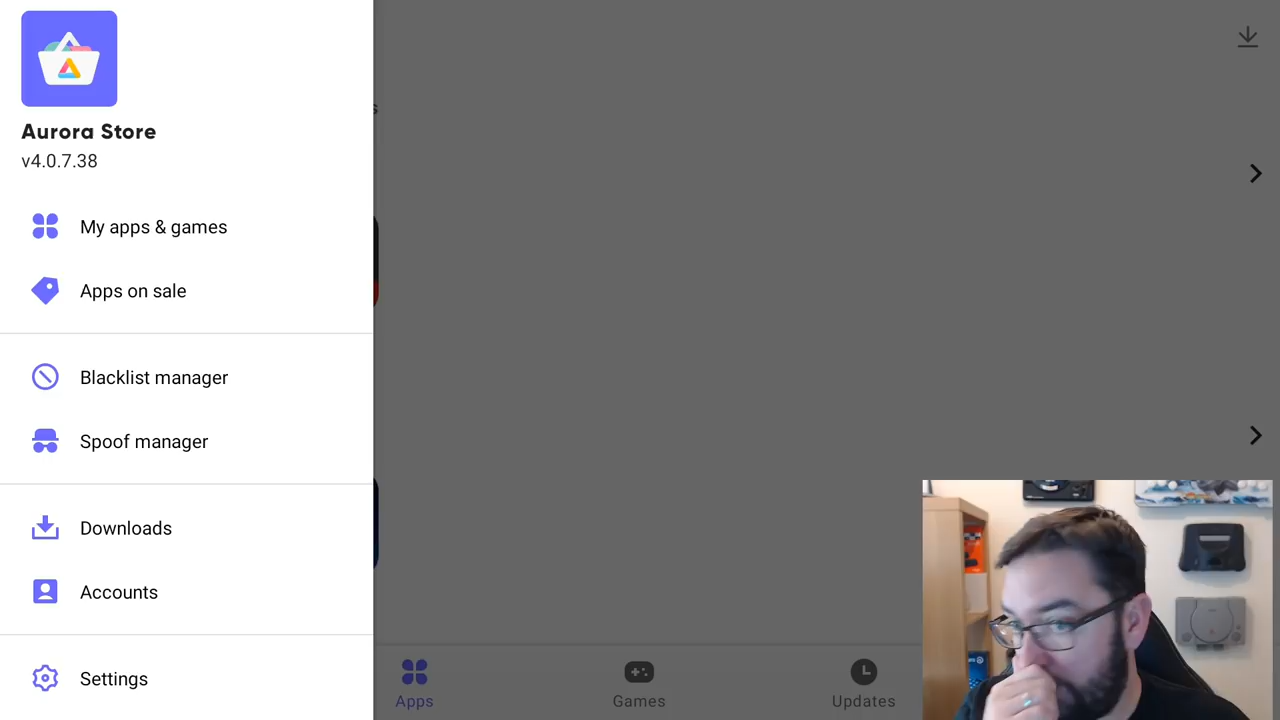 Aurora Store
v4.0.7.38
My apps & games
Apps on sale
Blacklist manager
Spoof manager
Downloads
Accounts
Settings
s
Apps
Games
Updates